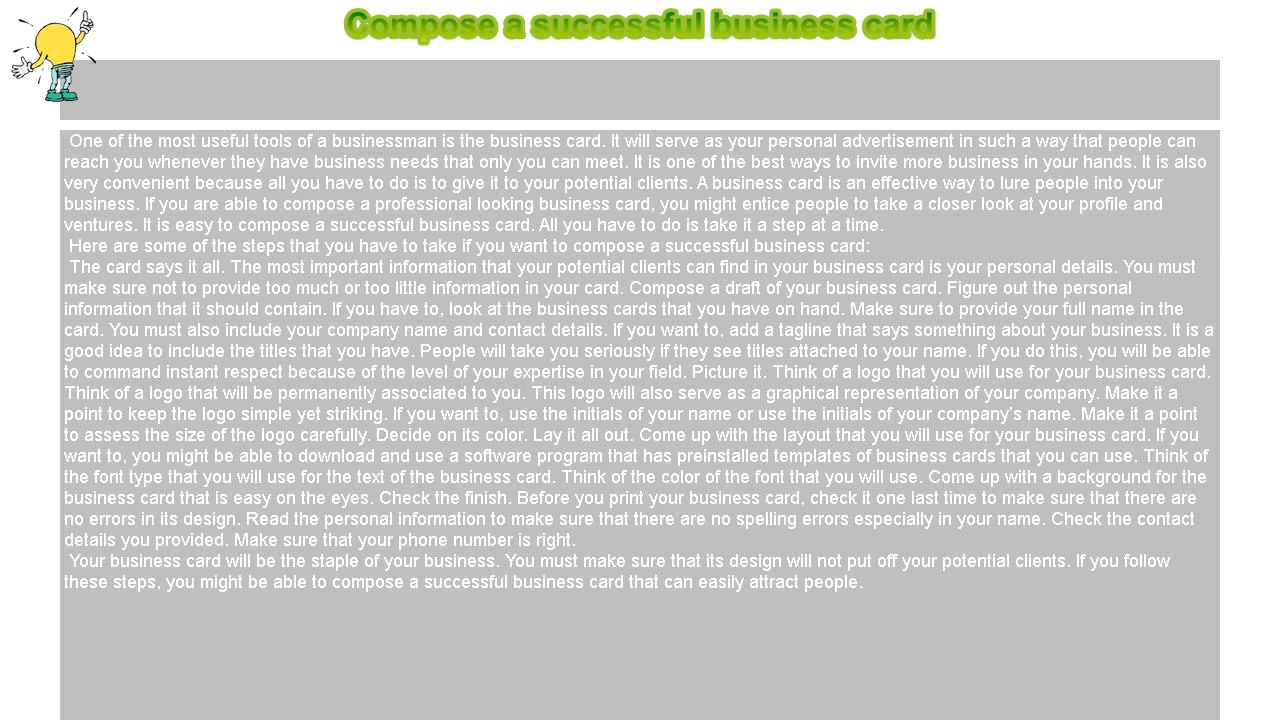 Compose a successful business card
One of the most useful tools of a businessman is the business card. It will serve as your personal advertisement in such a way that people can
reach you whenever they have business needs that only you can meet. It is one of the best ways to invite more business in your hands. It is also
very convenient because all you have to do is to give it to your potential clients. A business card is an effective way to lure people into your
business. If you are able to compose a professional looking business card, you might entice people to take a closer look at your profile and
ventures. It is easy to compose a successful business card. All you have to do is take it a step at a time.
Here are some of the steps that you have to take if you want to compose a successful business card:
The card says it all. The most important information that your potential clients can find in your business card is your personal details. You must
make sure not to provide too much or too little information in your card. Compose a draft of your business card. Figure out the personal
information that it should contain. If you have to, look at the business cards that you have on hand. Make sure to provide your full name in the
card. You must also include your company name and contact details. If you want to, add a tagline that says something about your business. It is a
good idea to include the titles that you have. People will take you seriously if they see titles attached to your name. If you do this, you will be able
to command instant respect because of the level of your expertise in your field. Picture it. Think of a logo that you will use for your business card.
Think of a logo that will be permanently associated to you. This logo will also serve as a graphical representation of your company. Make it a
point to keep the logo simple yet striking. If you want to, use the initials of your name or use the initials of your company's name. Make it a point
to assess the size of the logo carefully. Decide on its color. Lay it all out. Come up with the layout that you will use for your business card. If you
want to, you might be able to download and use a software program that has preinstalled templates of business cards that you can use. Think of
the font type that you will use for the text of the business card. Think of the color of the font that you will use. Come up with a background for the
business card that is easy on the eyes. Check the finish. Before you print your business card, check it one last time to make sure that there are
no errors in its design. Read the personal information to make sure that there are no spelling errors especially in your name. Check the contact
details you provided. Make sure that your phone number is right.
Your business card will be the staple of your business. You must make sure that its design will not put off your potential clients. If you follow
these steps, you might be able to compose a successful business card that can easily attract people.